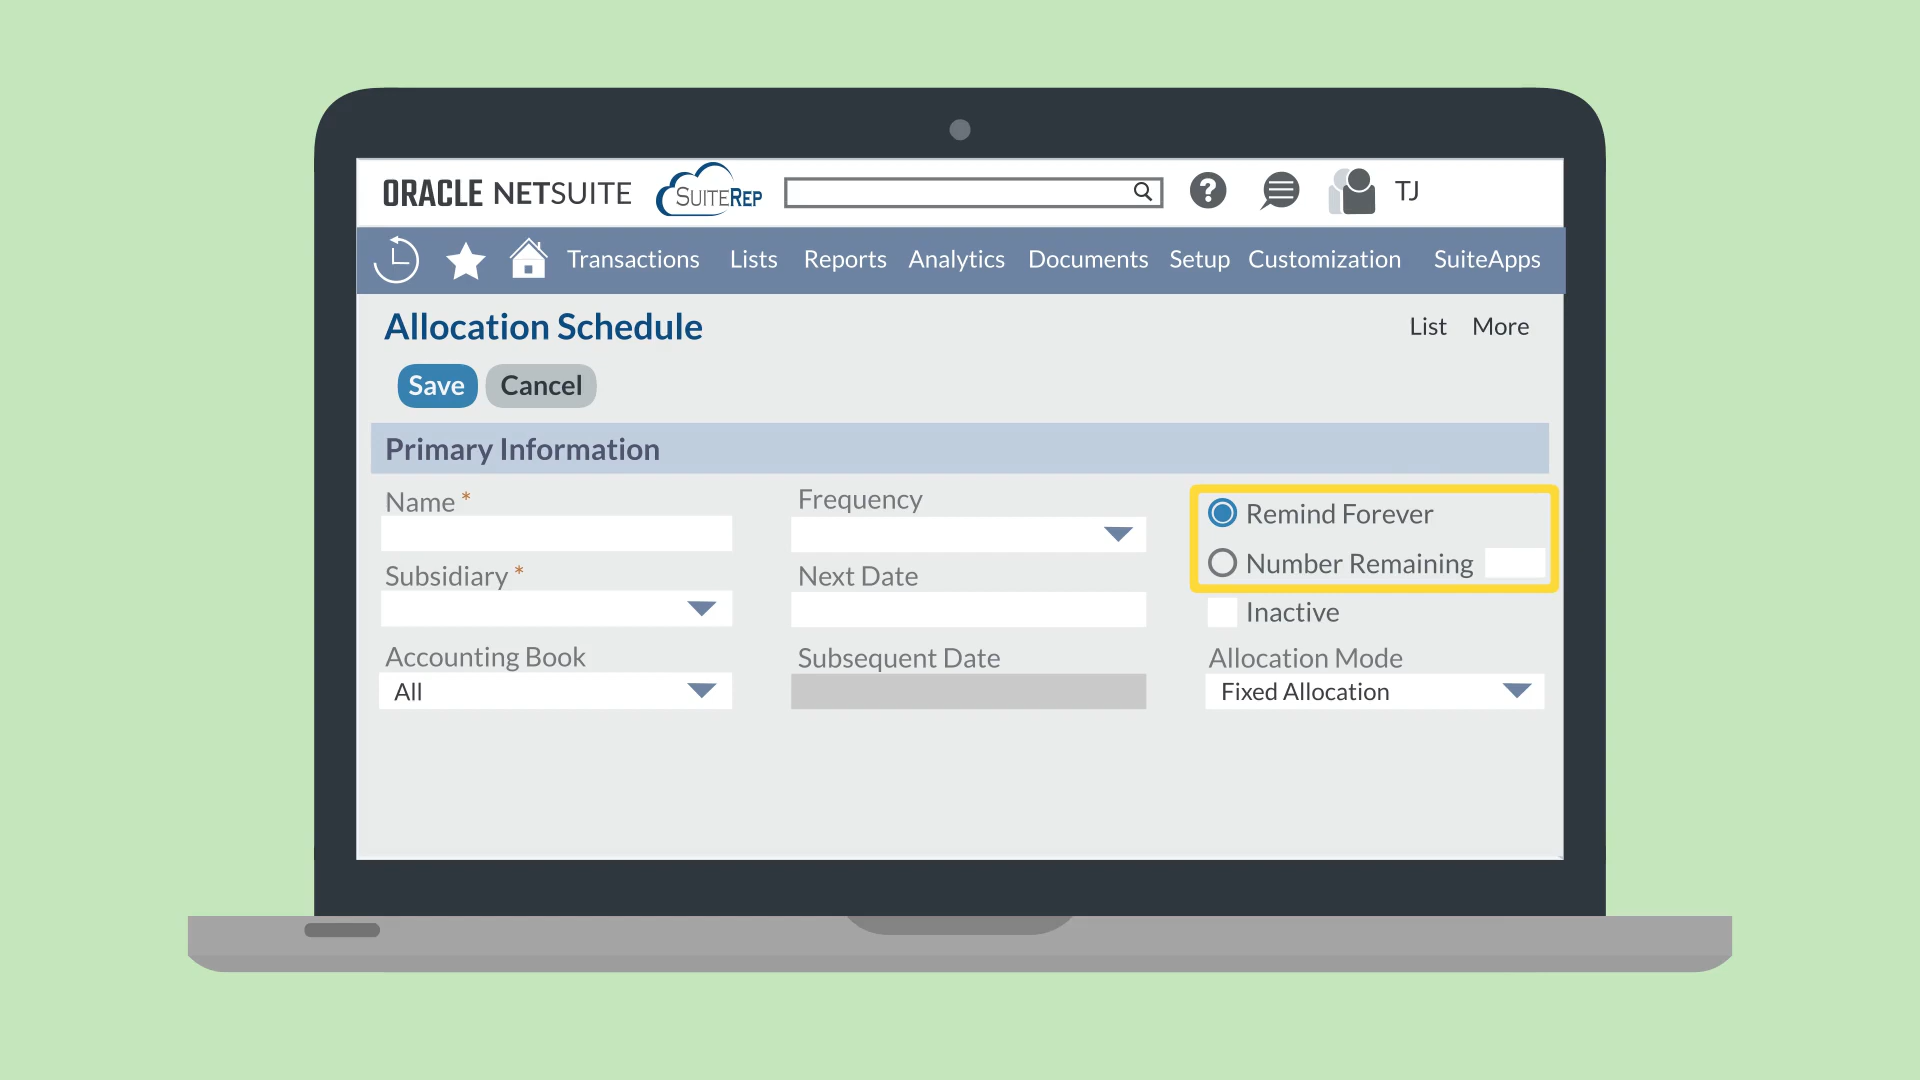 ORACLE NETSUITE SUITEREP TJ
Transactions Lists Reports Analytics Documents Setup Customization SuiteApps
Allocation Schedule List More
Save Cancel
Primary Information
Name *
Subsidiary *
Accounting Book
All
Frequency
Next Date
Subsequent Date
Remind Forever
Number Remaining
Inactive
Allocation Mode
Fixed Allocation